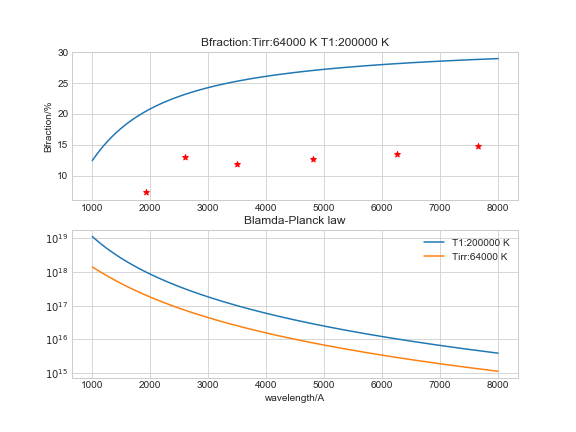 Bfraction:Tirr:64000 K T1:200000 K
Bfraction/%
30
25
20
15
10
1000 2000 3000 4000 5000 6000 7000 8000
Blamda-Planck law
10^19
10^18
10^17
10^16
10^15
T1:200000 K
Tirr:64000 K
1000 2000 3000 4000 5000 6000 7000 8000
wavelength/A